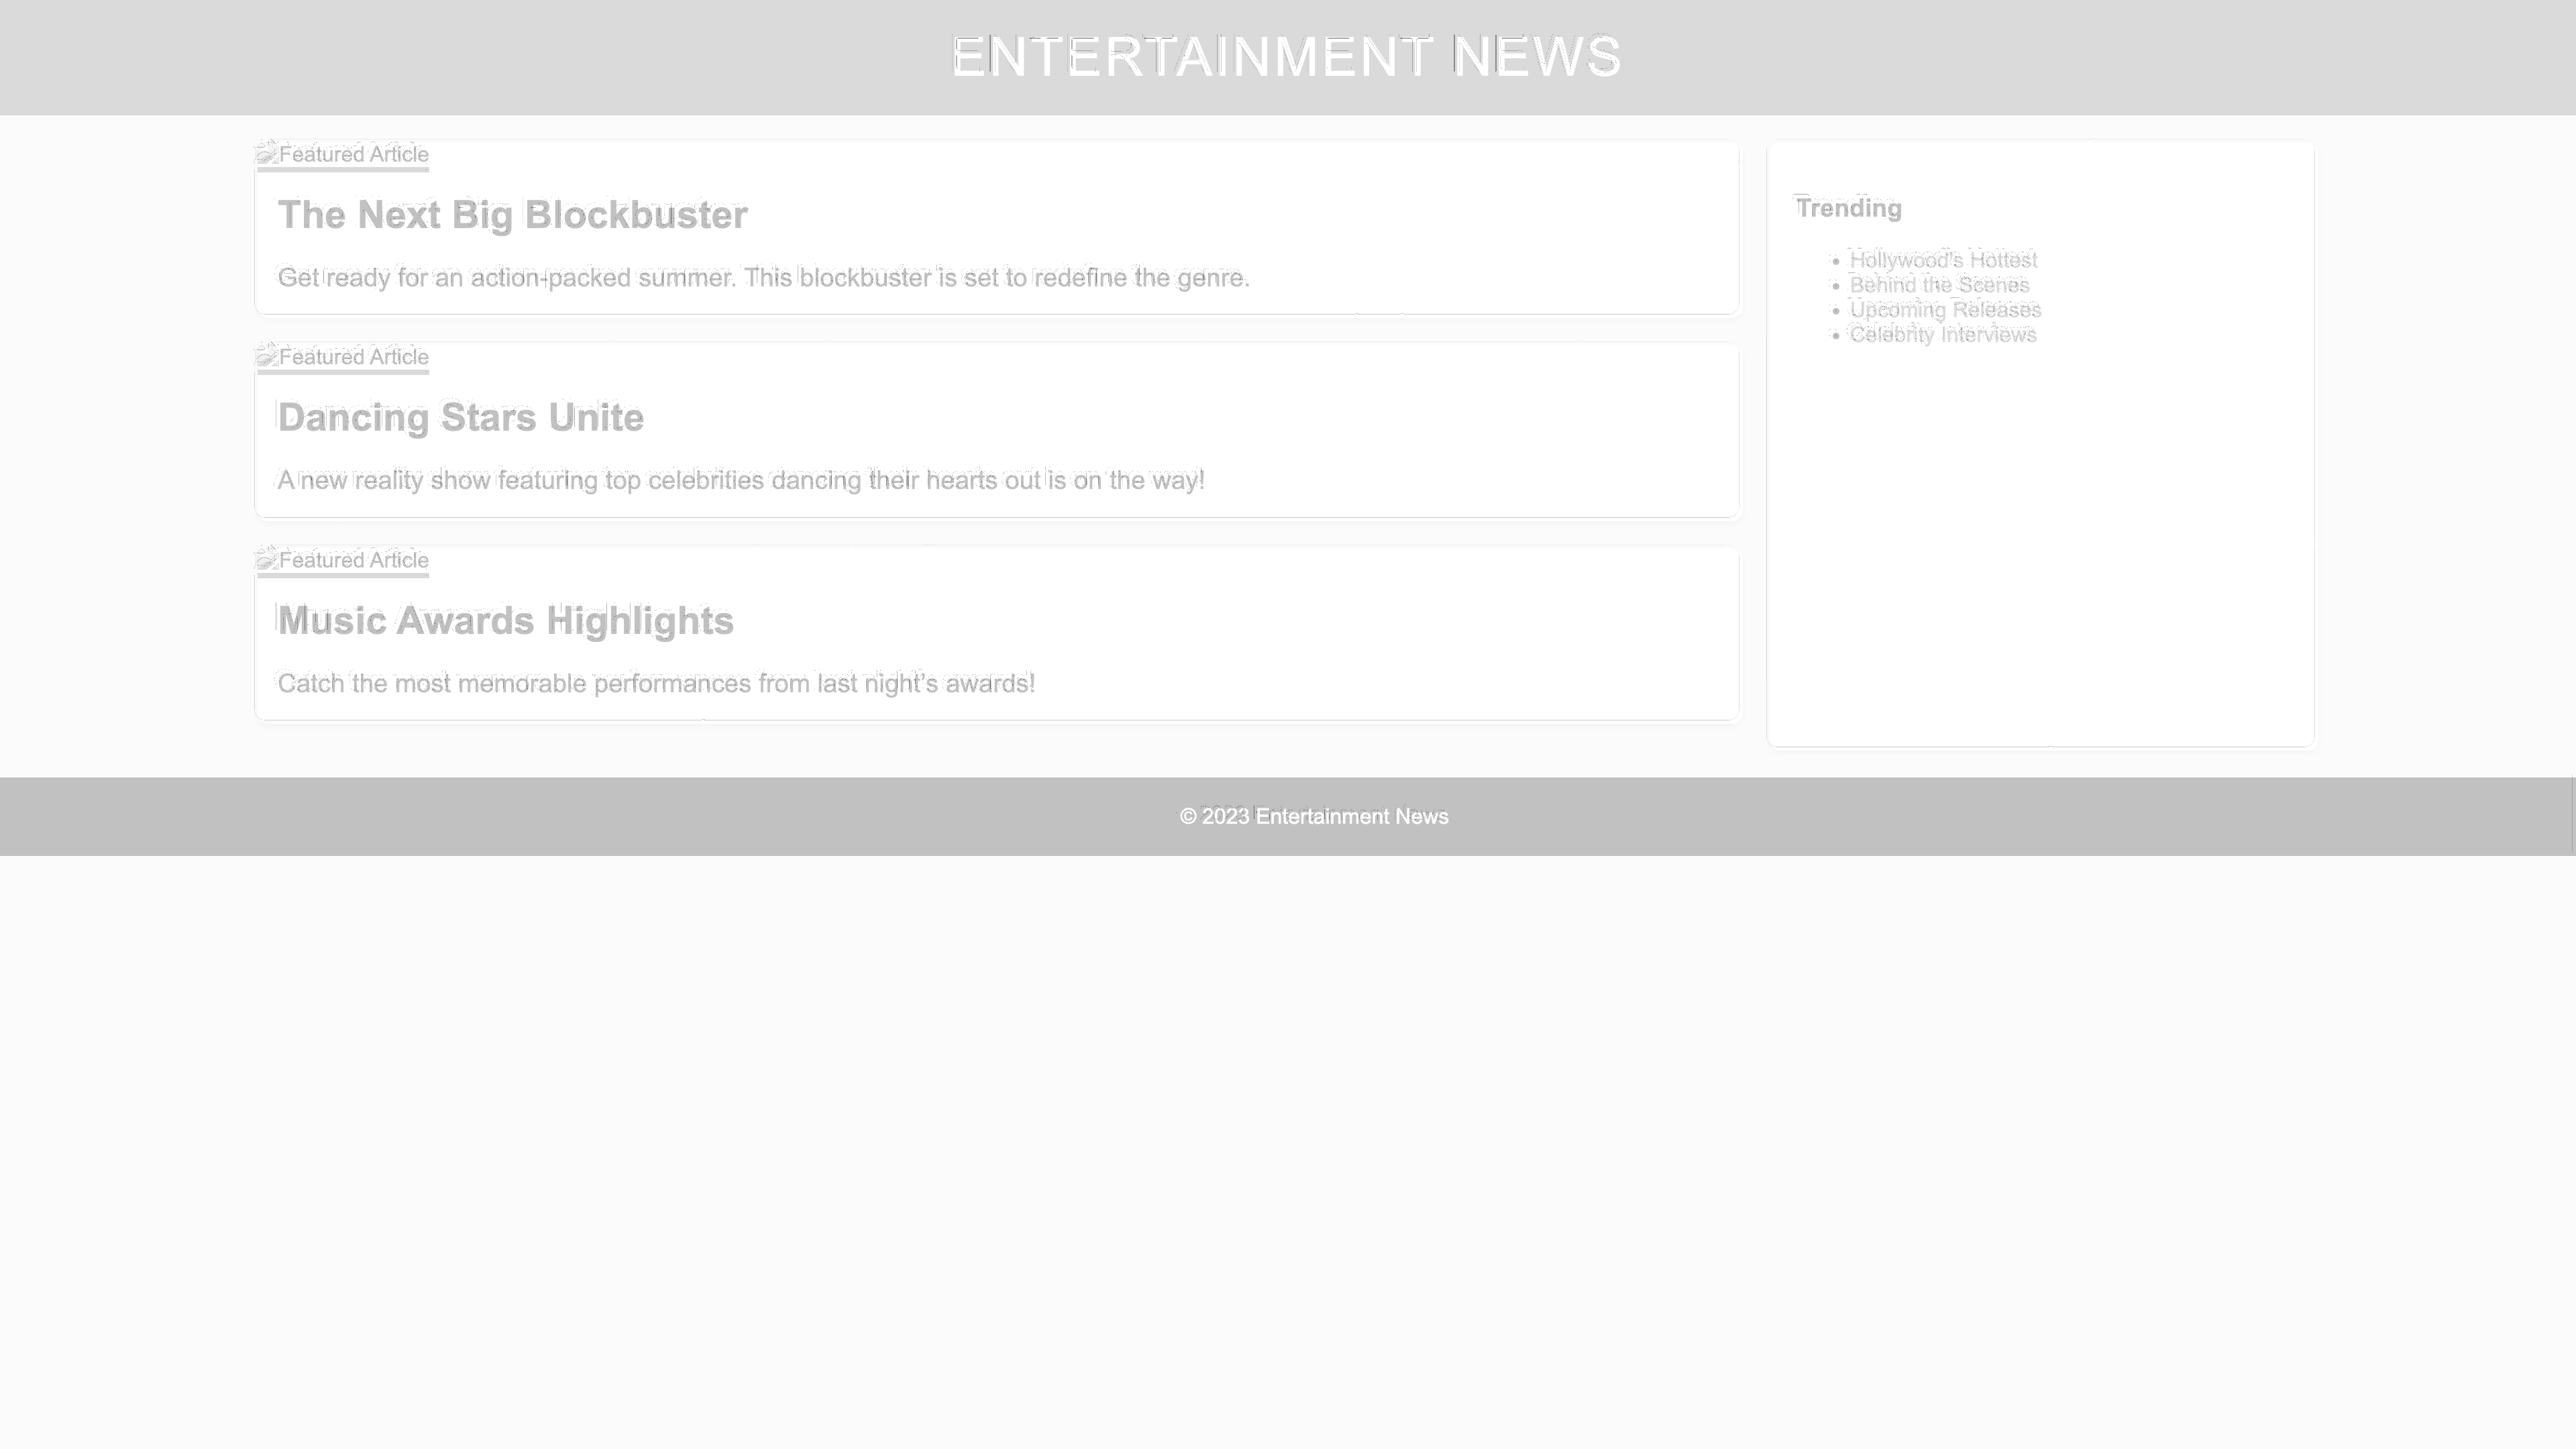 ENTERTAINMENT NEWS
Featured Article
The Next Big Blockbuster
Get ready for an action-packed summer. This blockbuster is set to redefine the genre.
Featured Article
Dancing Stars Unite
A new reality show featuring top celebrities dancing their hearts out is on the way!
Featured Article
Music Awards Highlights
Catch the most memorable performances from last night's awards!
Trending
• Hollywood's Hottest
• Behind the Scenes
• Upcoming Releases
• Celebrity Interviews
© 2023 Entertainment News